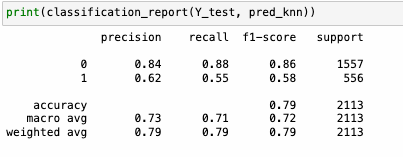 print(classification_report(Y_test, pred_knn))
precision recall f1-score support
0 0.84 0.88 0.86 1557
1 0.62 0.55 0.58 556
accuracy 0.79 2113
macro avg 0.73 0.71 0.72 2113
weighted avg 0.79 0.79 0.79 2113